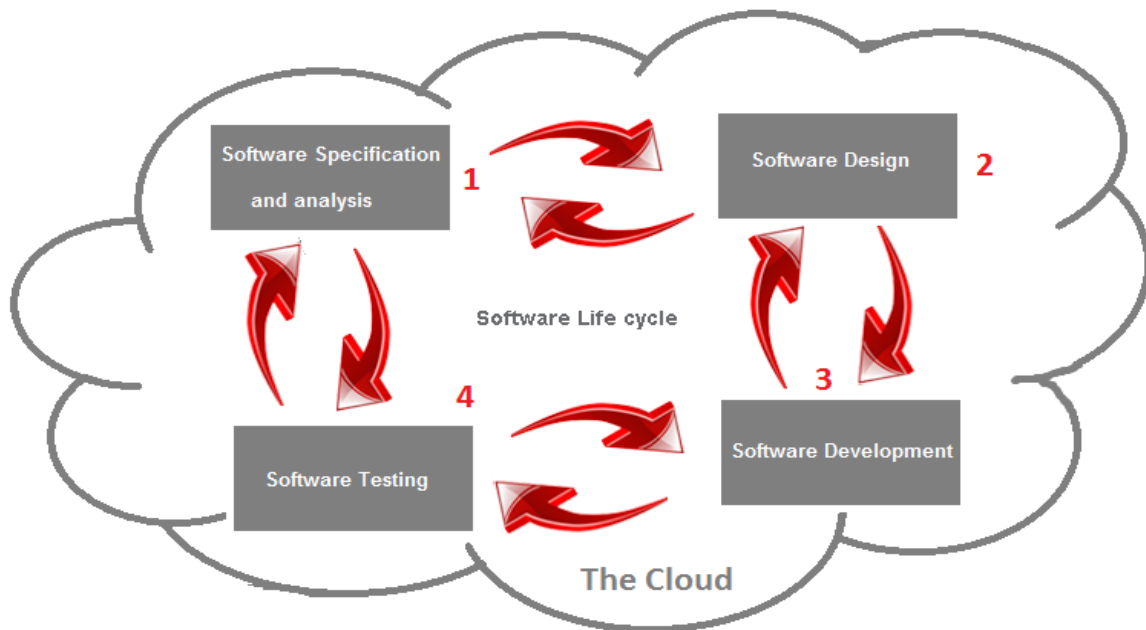 Software Specification
and analysis
1
Software Design
2
Software Life cycle
3
4
Software Testing
Software Development
The Cloud